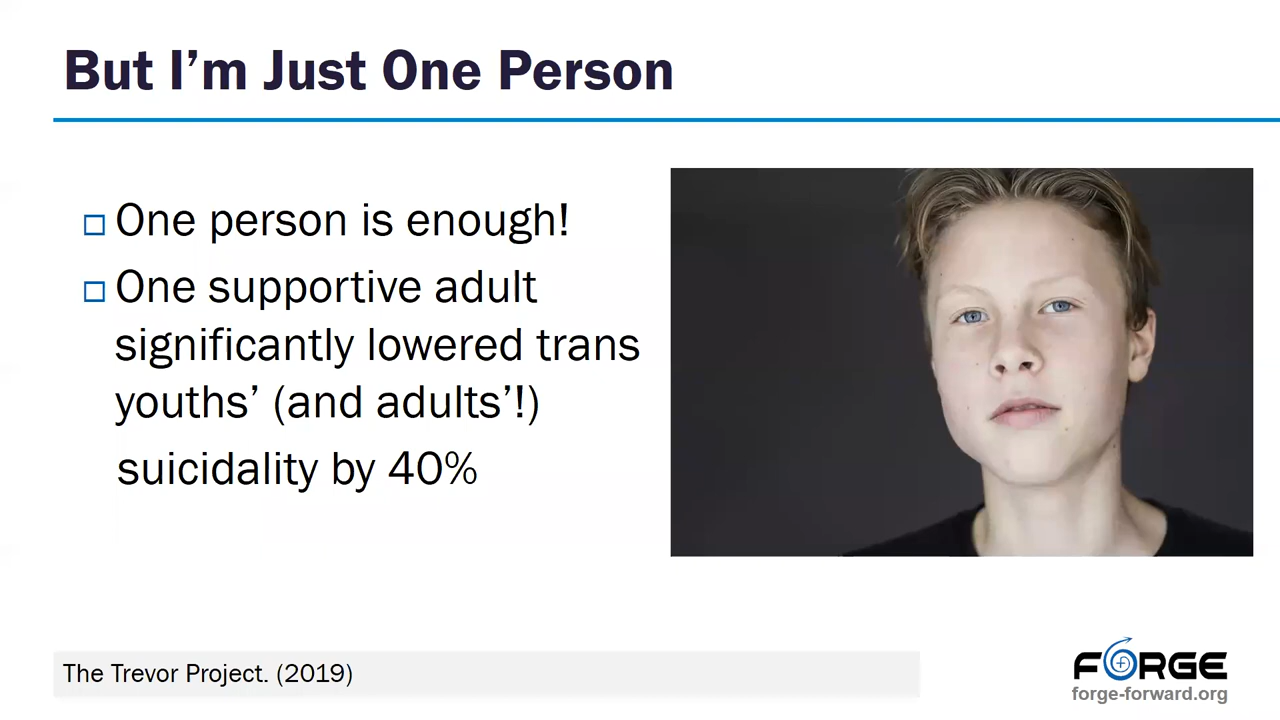 But I’m Just One Person
One person is enough!
One supportive adult
significantly lowered trans
youths’ (and adults’!)
suicidality by 40%
The Trevor Project. (2019)
FORGE
forge-forward.org